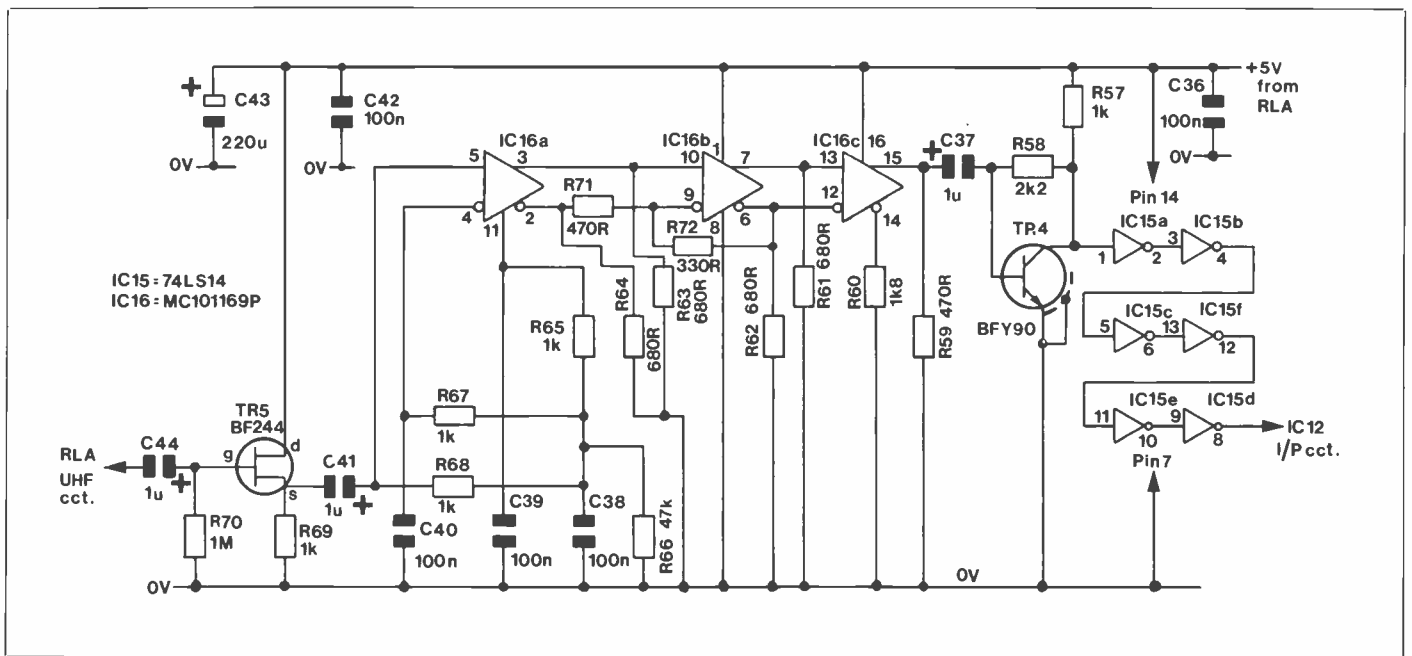 +
C43
220u
0V
C42
100n
0V
IC16a
5
3
4
2
11
R71
470R
IC16b
1
10
7
9
6
8
R72
330R
IC16c
16
13
15
12
14
+
C37
1u
R58
2k2
R57
1k
Pin 14
C36
100n
0V
+5V
from
RLA
IC15 = 74LS14
IC16 = MC101169P
R65
1k
R64
680R
R63
680R
R62 680R
R61 680R
R60
1k8
R59 470R
TR4
BFY90
IC15a
1
2
IC15b
3
4
IC15c
5
6
IC15f
13
12
IC15e
11
10
IC15d
9
8
IC12
I/P cct.
Pin 7
RLA
UHF
cct.
C44
1u
+
TR5
BF244
g
d
s
R70
1M
R69
1k
C41
1u
+
R67
1k
R68
1k
C40
100n
C39
100n
C38
100n
R66 47k
0V
0V